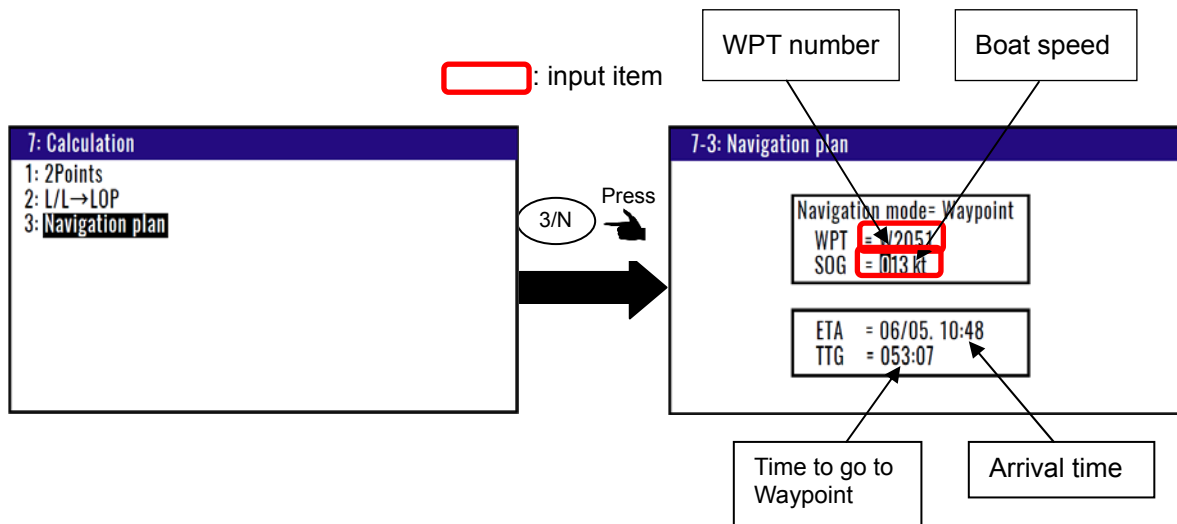 WPT number
Boat speed
: input item
7: Calculation
1: 2Points
2: L/L→LOP
3: Navigation plan
3/N
Press
7-3: Navigation plan
Navigation mode= Waypoint
WPT = W2051
SOG = 013 kt
ETA = 06/05. 10:48
TTG = 053:07
Time to go to
Waypoint
Arrival time